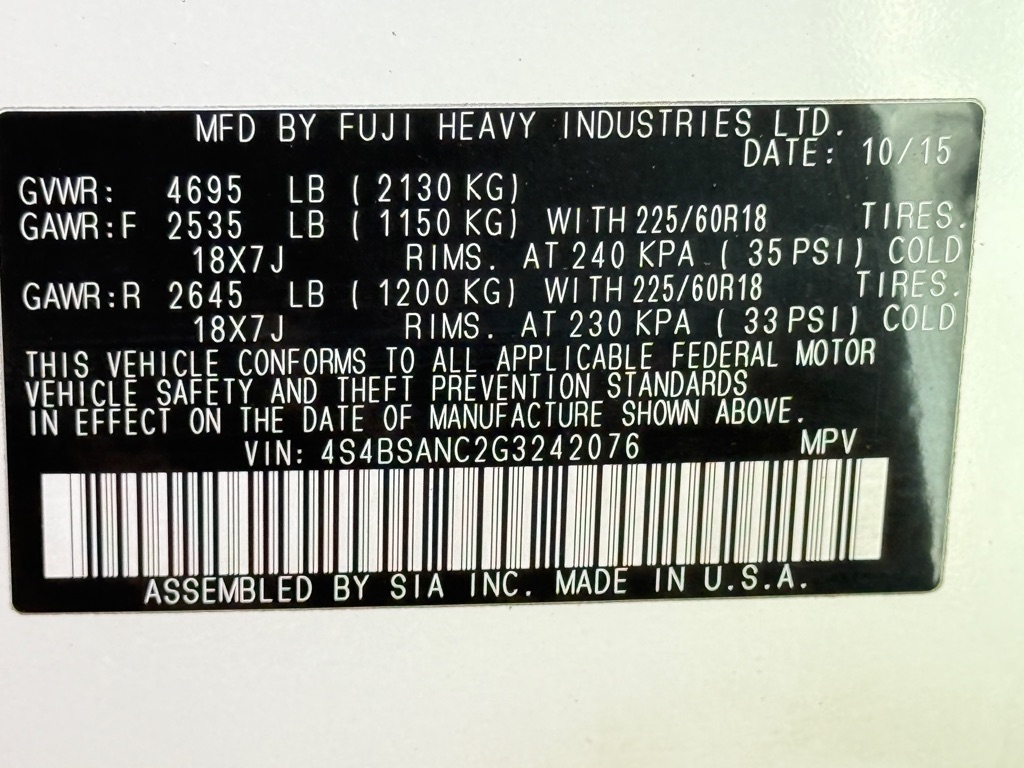 MFD BY FUJI HEAVY INDUSTRIES LTD.
DATE: 10/15
GVWR: 4695 LB ( 2130 KG)
GAWR:F 2535 LB ( 1150 KG) WITH 225/60R18 TIRES.
18X7J RIMS. AT 240 KPA ( 35 PSI) COLD
GAWR:R 2645 LB ( 1200 KG) WITH 225/60R18 TIRES.
18X7J RIMS. AT 230 KPA ( 33 PSI) COLD
THIS VEHICLE CONFORMS TO ALL APPLICABLE FEDERAL MOTOR
VEHICLE SAFETY AND THEFT PREVENTION STANDARDS
IN EFFECT ON THE DATE OF MANUFACTURE SHOWN ABOVE.
VIN: 4S4BSANC2G3242076 MPV
ASSEMBLED BY SIA INC. MADE IN U.S.A.